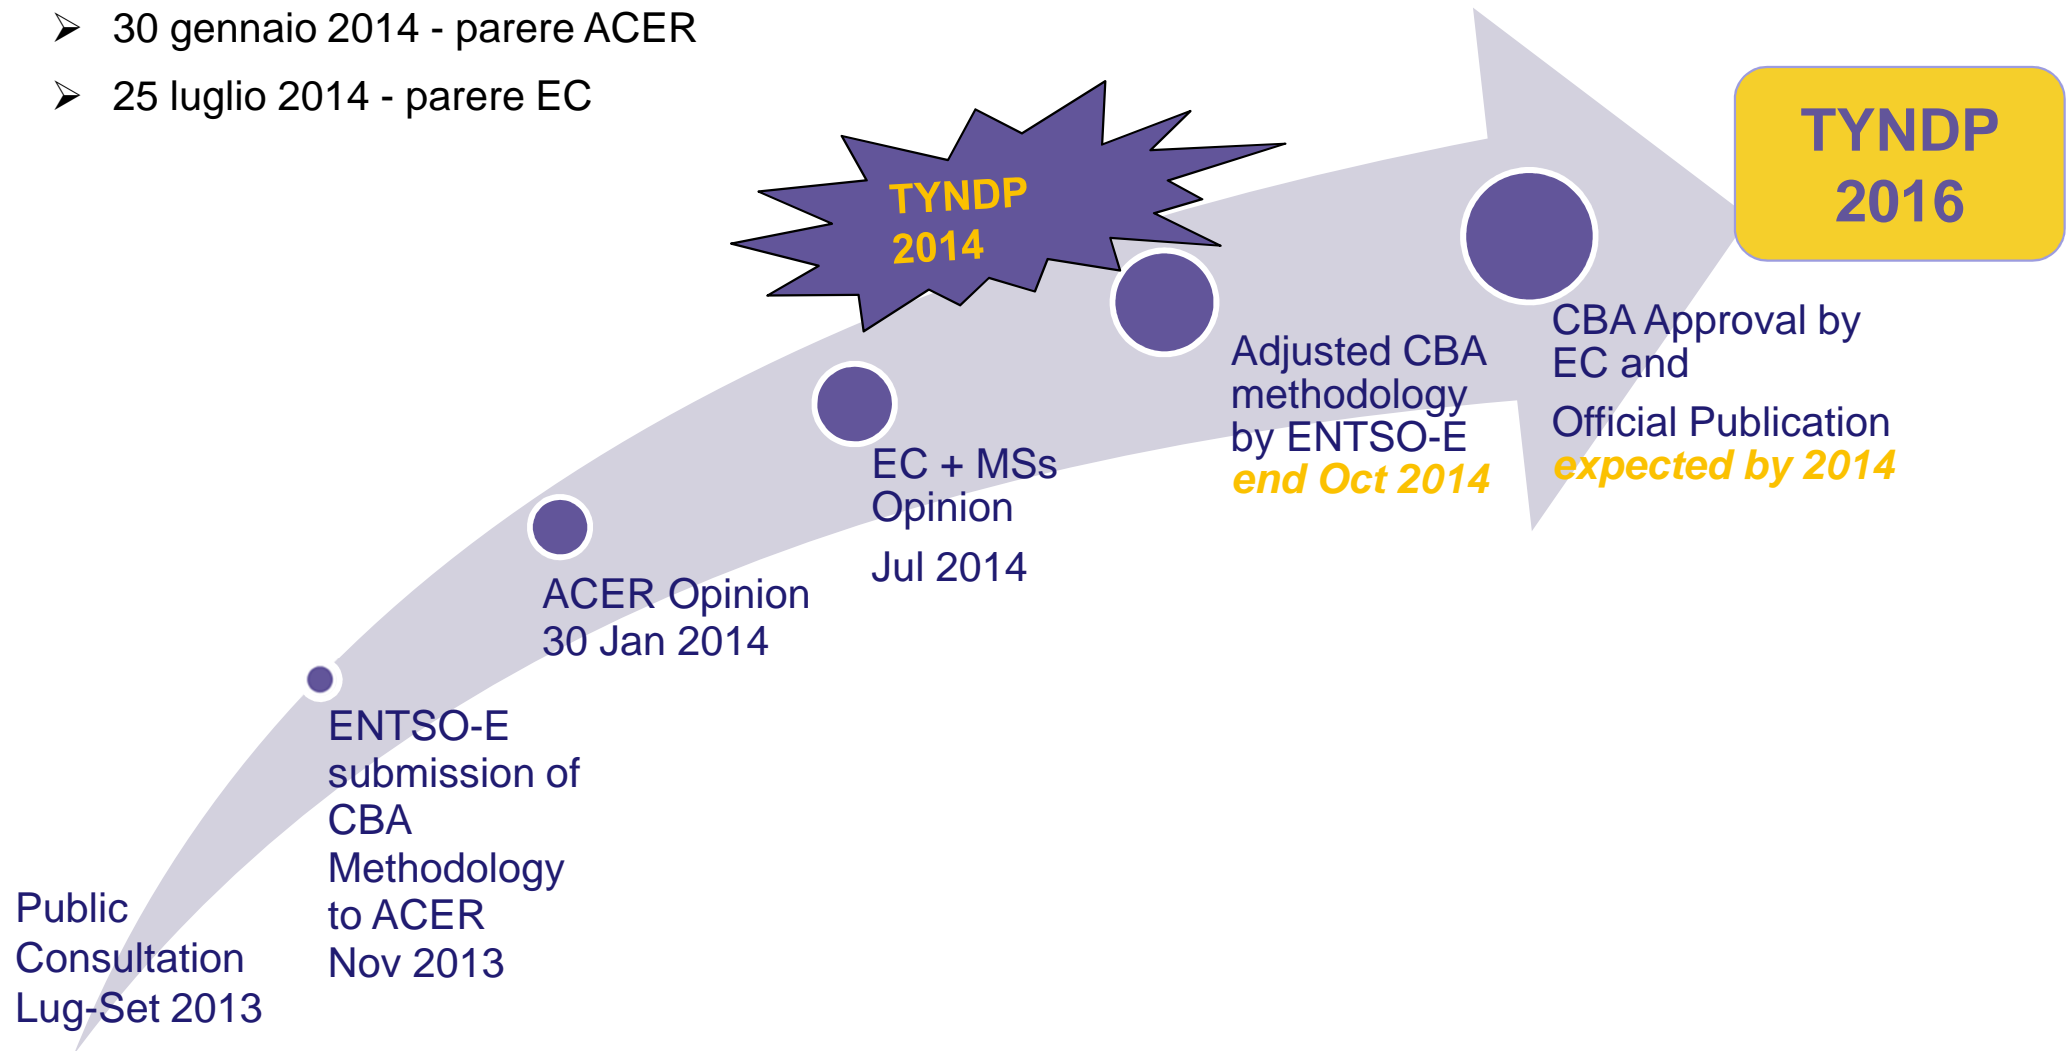 ➢ 30 gennaio 2014 - parere ACER
➢ 25 luglio 2014 - parere EC
TYNDP
2016
TYNDP
2014
CBA Approval by
EC and
Official Publication
expected by 2014
Adjusted CBA
methodology
by ENTSO-E
end Oct 2014
EC + MSs
Opinion
Jul 2014
ACER Opinion
30 Jan 2014
ENTSO-E
submission of
CBA
Methodology
to ACER
Nov 2013
Public
Consultation
Lug-Set 2013